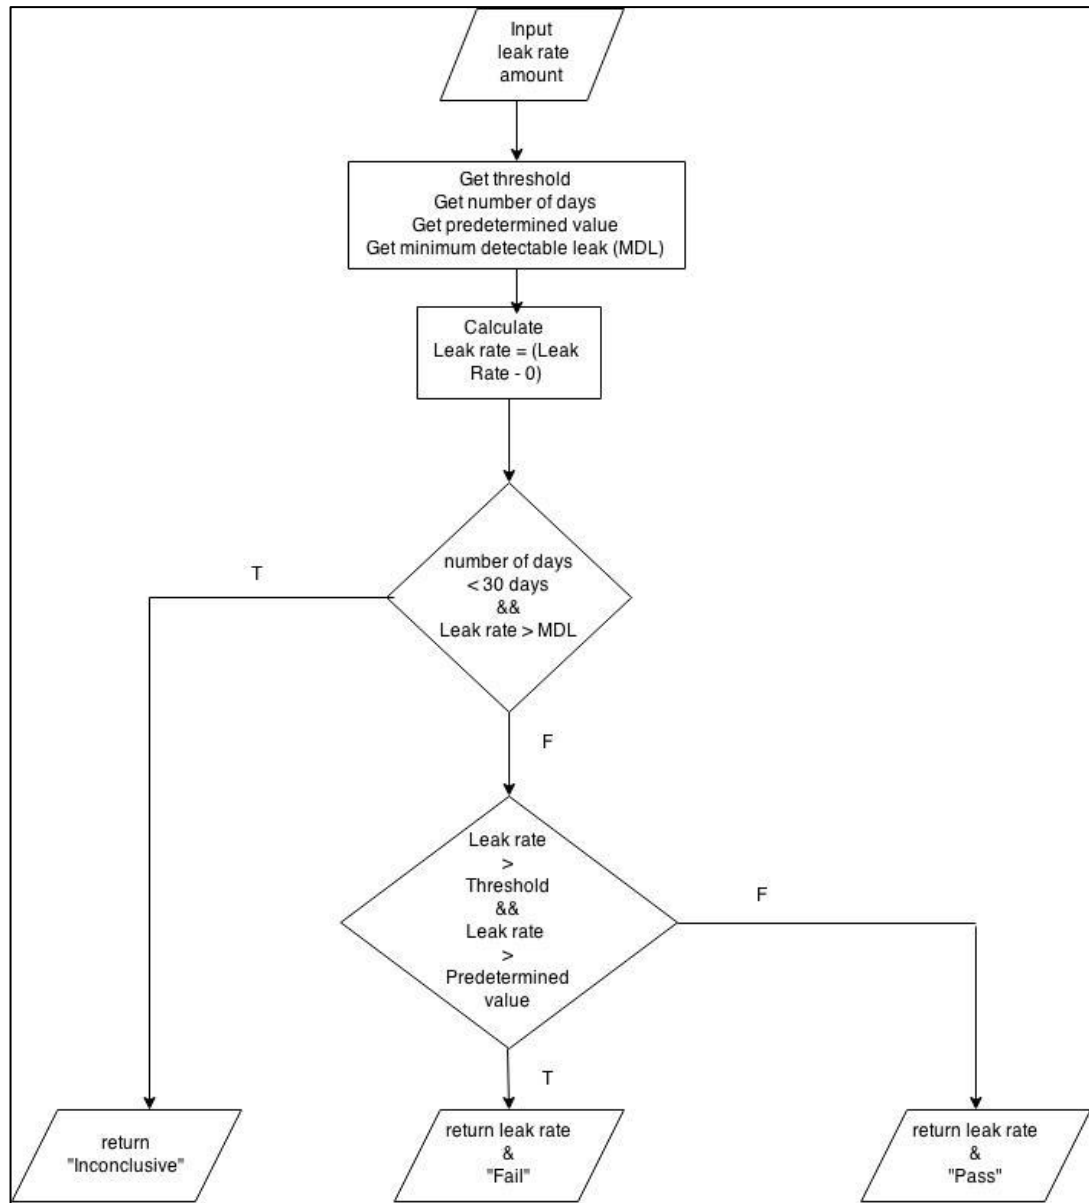 Input
leak rate
amount
Get threshold
Get number of days
Get predetermined value
Get minimum detectable leak (MDL)
Calculate
Leak rate = (Leak
Rate - 0)
number of days
< 30 days
&&
Leak rate > MDL
T
F
Leak rate
>
Threshold
&&
Leak rate
>
Predetermined
value
F
T
return
"Inconclusive"
return leak rate
&
"Fail"
return leak rate
&
"Pass"